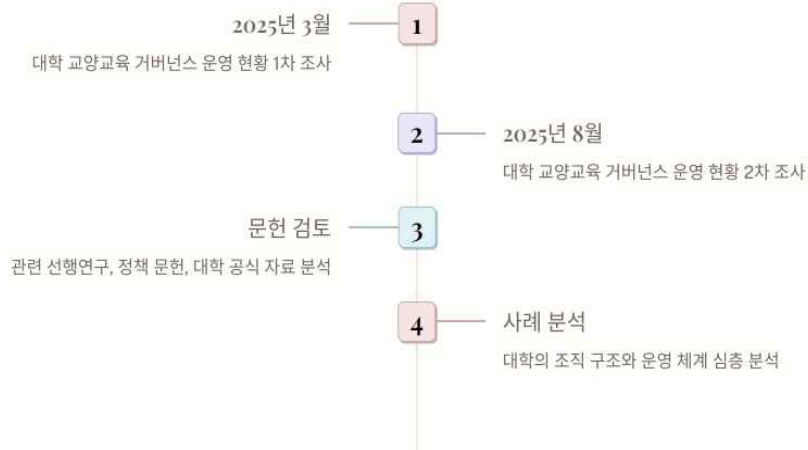 2025년 3월
1
대학 교양교육 거버넌스 운영 현황 1차 조사
2
2025년 8월
대학 교양교육 거버넌스 운영 현황 2차 조사
문헌 검토
3
관련 선행연구, 정책 문헌, 대학 공식 자료 분석
4
사례 분석
대학의 조직 구조와 운영 체계 심층 분석